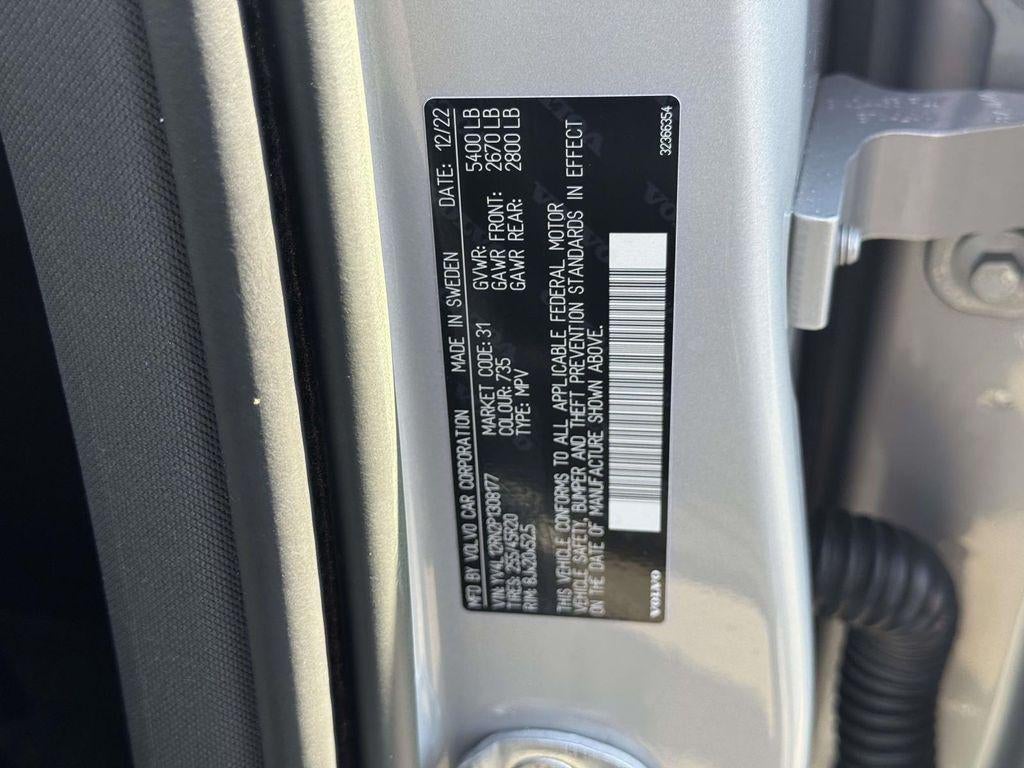 MFD BY VOLVO CAR CORPORATION MADE IN SWEDEN DATE: 12/22
VIN: YV4L12RN2P1308177 MARKET CODE: 31 GVWR: 5400 LB
TIRES: 255/45R20 COLOUR: 735 GAWR FRONT: 2670 LB
RIM: 8Jx20x52.5 TYPE: MPV GAWR REAR: 2800 LB
THIS VEHICLE CONFORMS TO ALL APPLICABLE FEDERAL MOTOR
VEHICLE SAFETY, BUMPER AND THEFT PREVENTION STANDARDS IN EFFECT
ON THE DATE OF MANUFACTURE SHOWN ABOVE.
VOLVO 32366354